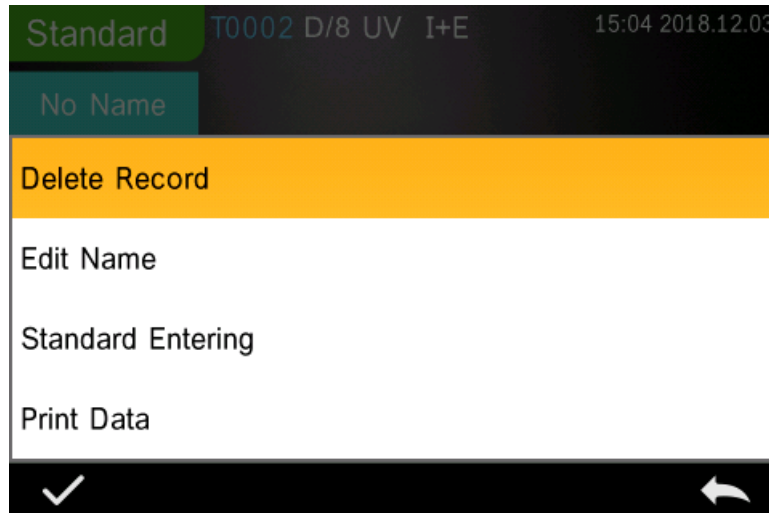 Standard T0002 D/8 UV I+E 15:04 2018.12.03
No Name
Delete Record
Edit Name
Standard Entering
Print Data